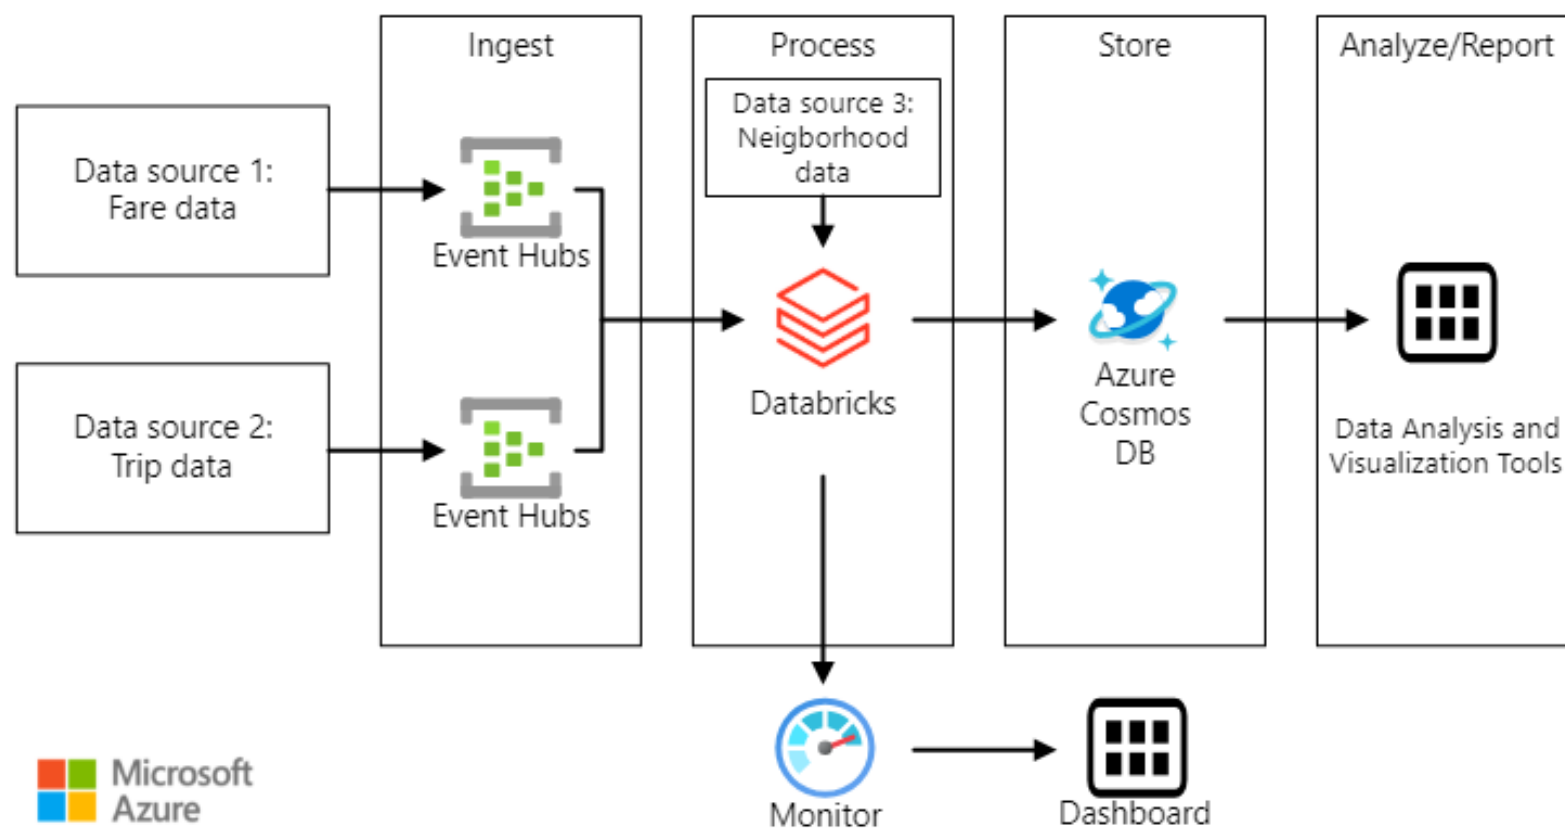 Ingest
Process
Store
Analyze/Report
Data source 1:
Fare data
Event Hubs
Data source 2:
Trip data
Event Hubs
Data source 3:
Neigborhood
data
Databricks
Azure
Cosmos
DB
Data Analysis and
Visualization Tools
Monitor
Dashboard
Microsoft
Azure